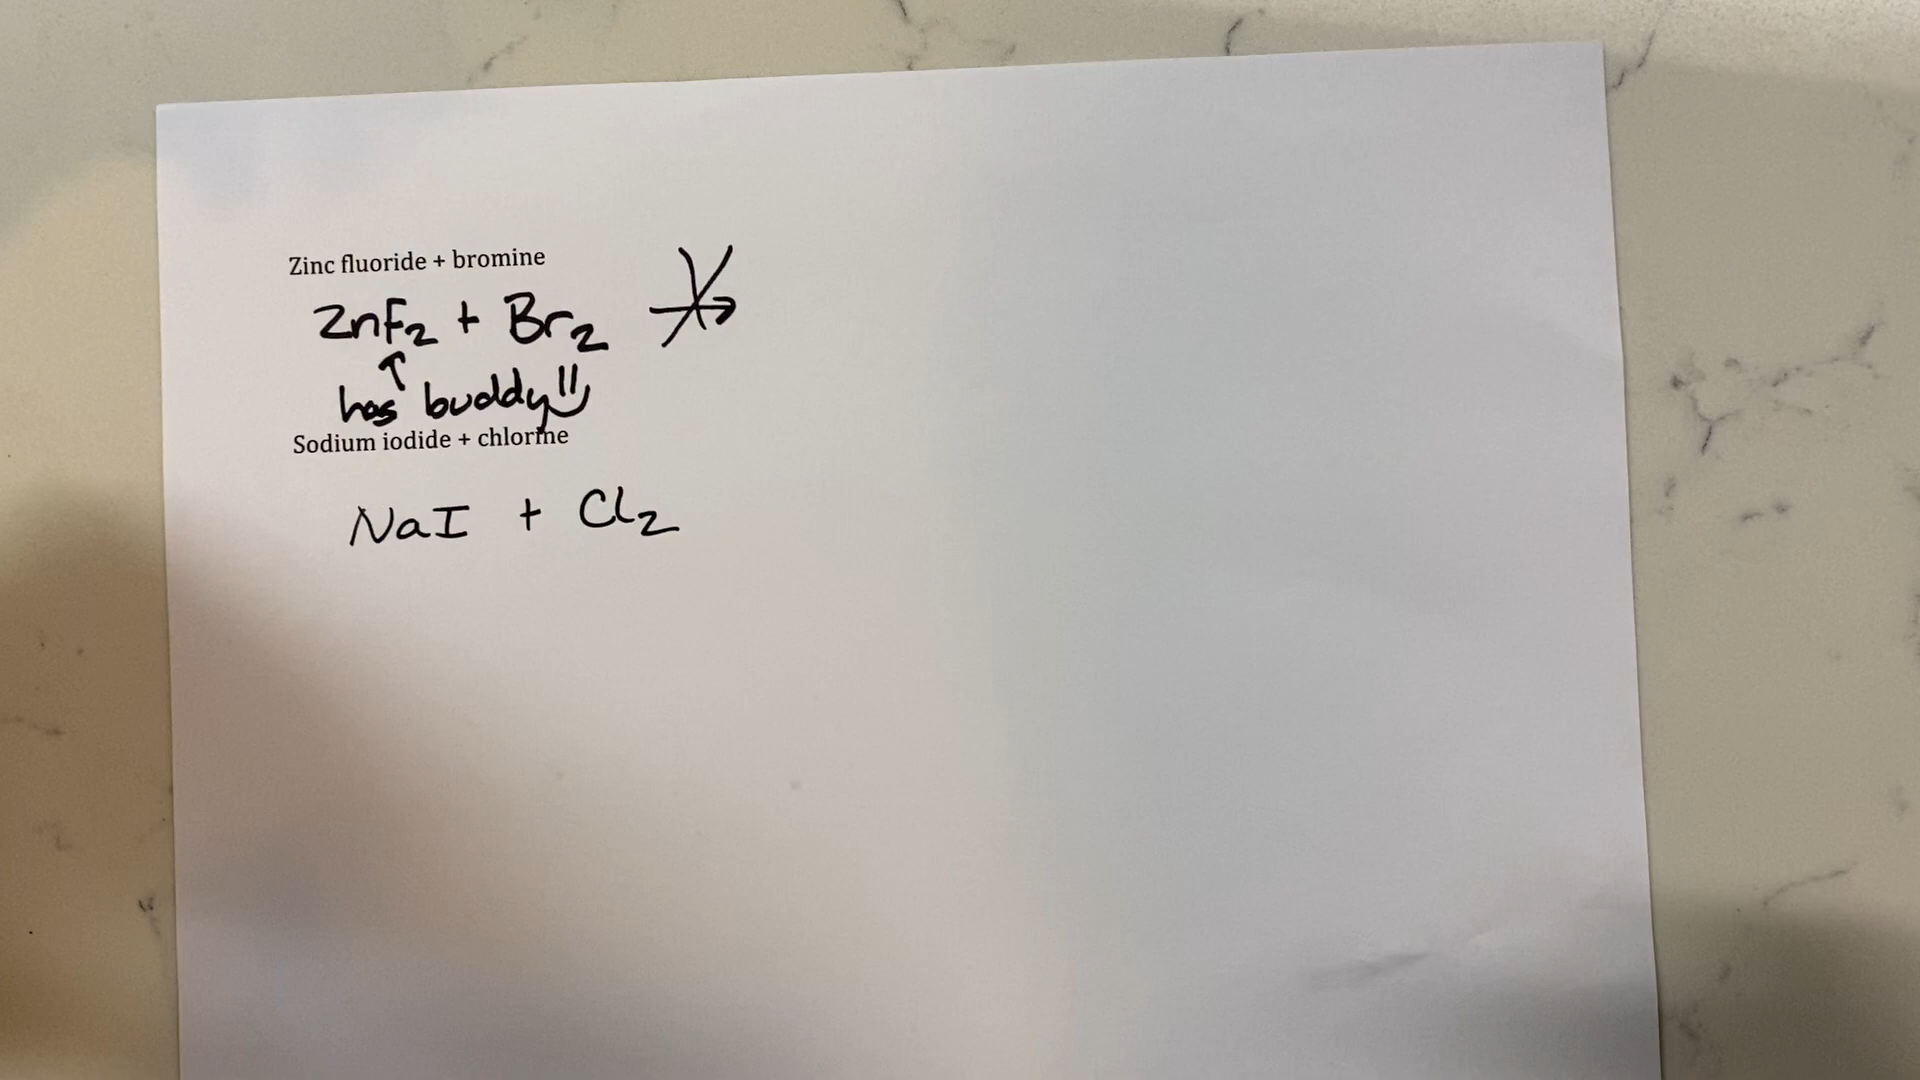 Zinc fluoride + bromine
ZnF₂ + Br₂ →
↑
has buddy!!
Sodium iodide + chlorine
NaI + Cl₂